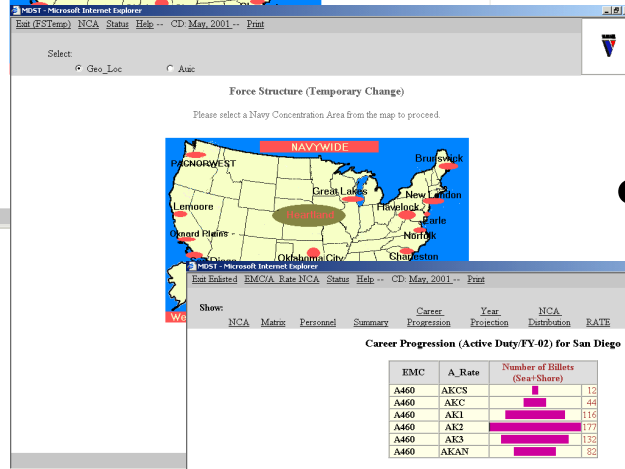 MDST - Microsoft Internet Explorer
Exit (FSTemp) NCA Status Help -- CD: May, 2001 -- Print
Select:
Geo_Loc Auic
Force Structure (Temporary Change)
Please select a Navy Concentration Area from the map to proceed.
NAVYWIDE
PACNORWEST
Brunswick
Great Lakes
New London
Lemoore
Havelock
Earle
Oxnard Plains -
Norfolk
Oklahoma City
Charleston
MDST - Microsoft Internet Explorer
Exit Enlisted EMC/A_Rate NCA Status Help -- CD: May, 2001 -- Print
Show:
NCA Matrix Personnel Summary Career Progression Year Projection NCA Distribution RATE
Career Progression (Active Duty/FY-02) for San Diego
EMC A_Rate Number of Billets
(Sea+Shore)
A460 AKCS 12
A460 AKC 44
A460 AK1 116
A460 AK2 177
A460 AK3 132
A460 AKAN 82